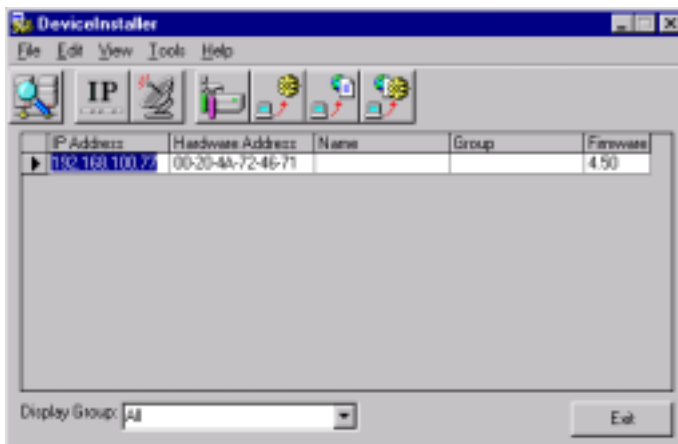 DeviceInstaller
File Edit View Tools Help
IP
IP Address Hardware Address Name Group Firmware
192.168.100.77 00-20-4A-72-46-71 4.50
Display Group: All Exit